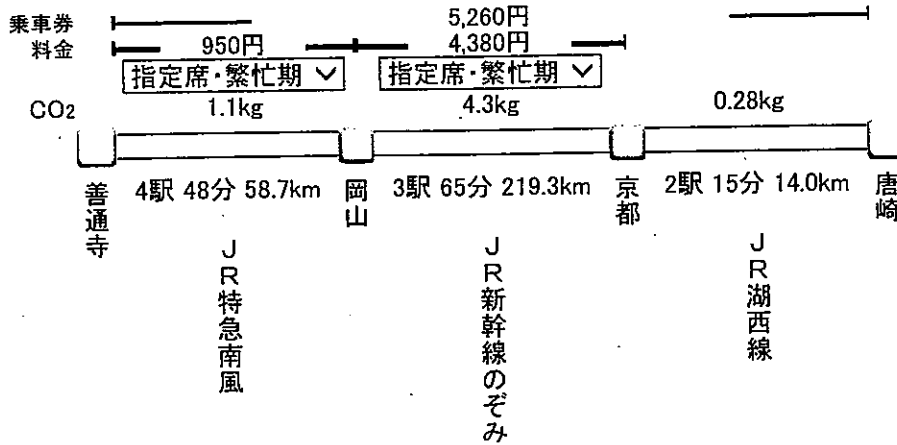 乗車券 5,260円
料金 950円 4,380円
指定席・繁忙期 指定席・繁忙期
CO2 1.1kg 4.3kg 0.28kg
善通寺 4駅 48分 58.7km 岡山 3駅 65分 219.3km 京都 2駅 15分 14.0km 唐崎
JR特急南風
JR新幹線のぞみ
JR湖西線